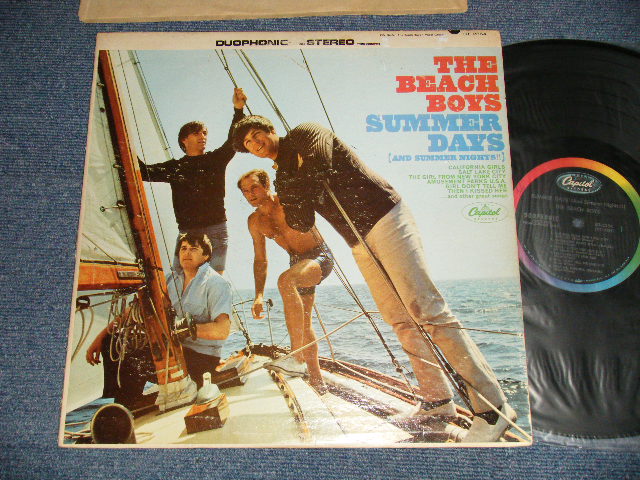 DUOPHONIC STEREO
THE
BEACH
BOYS
SUMMER
DAYS
(AND SUMMER NIGHTS!!)
CALIFORNIA GIRLS
SALT LAKE CITY
THE GIRL FROM NEW YORK CITY
AMUSEMENT PARKS U.S.A.
GIRL DON'T TELL ME
THEN I KISSED HER
...and other great songs
Capitol
Capitol
BEACH BOYS